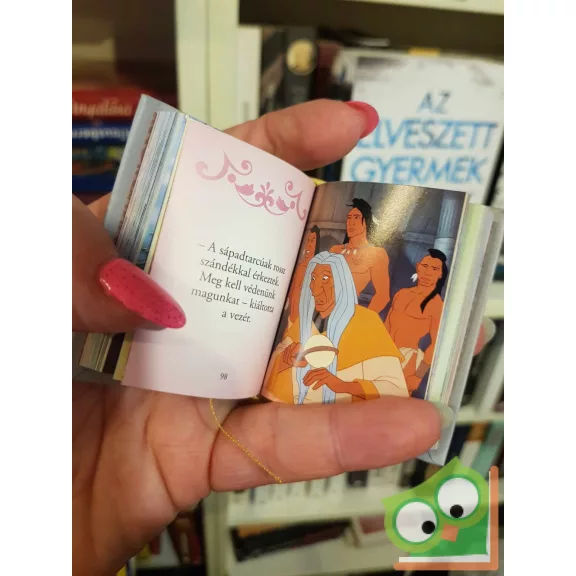 AZ
ELVESZETT
GYERMEK
– A sápadtarcúak rossz
szándékkal érkeztek.
Meg kell védenünk
magunkat – kiáltotta
a vezér.
98